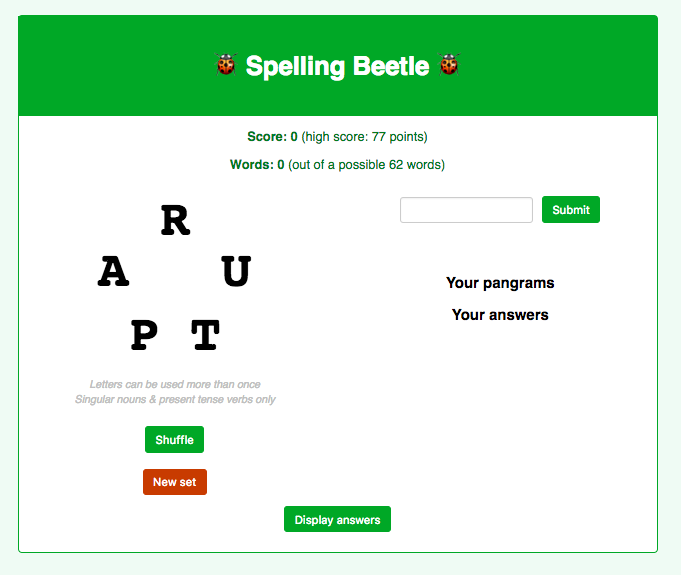 🐞 Spelling Beetle 🐞
Score: 0 (high score: 77 points)
Words: 0 (out of a possible 62 words)
R
A U
P T
Letters can be used more than once
Singular nouns & present tense verbs only
Shuffle
New set
Submit
Your pangrams
Your answers
Display answers